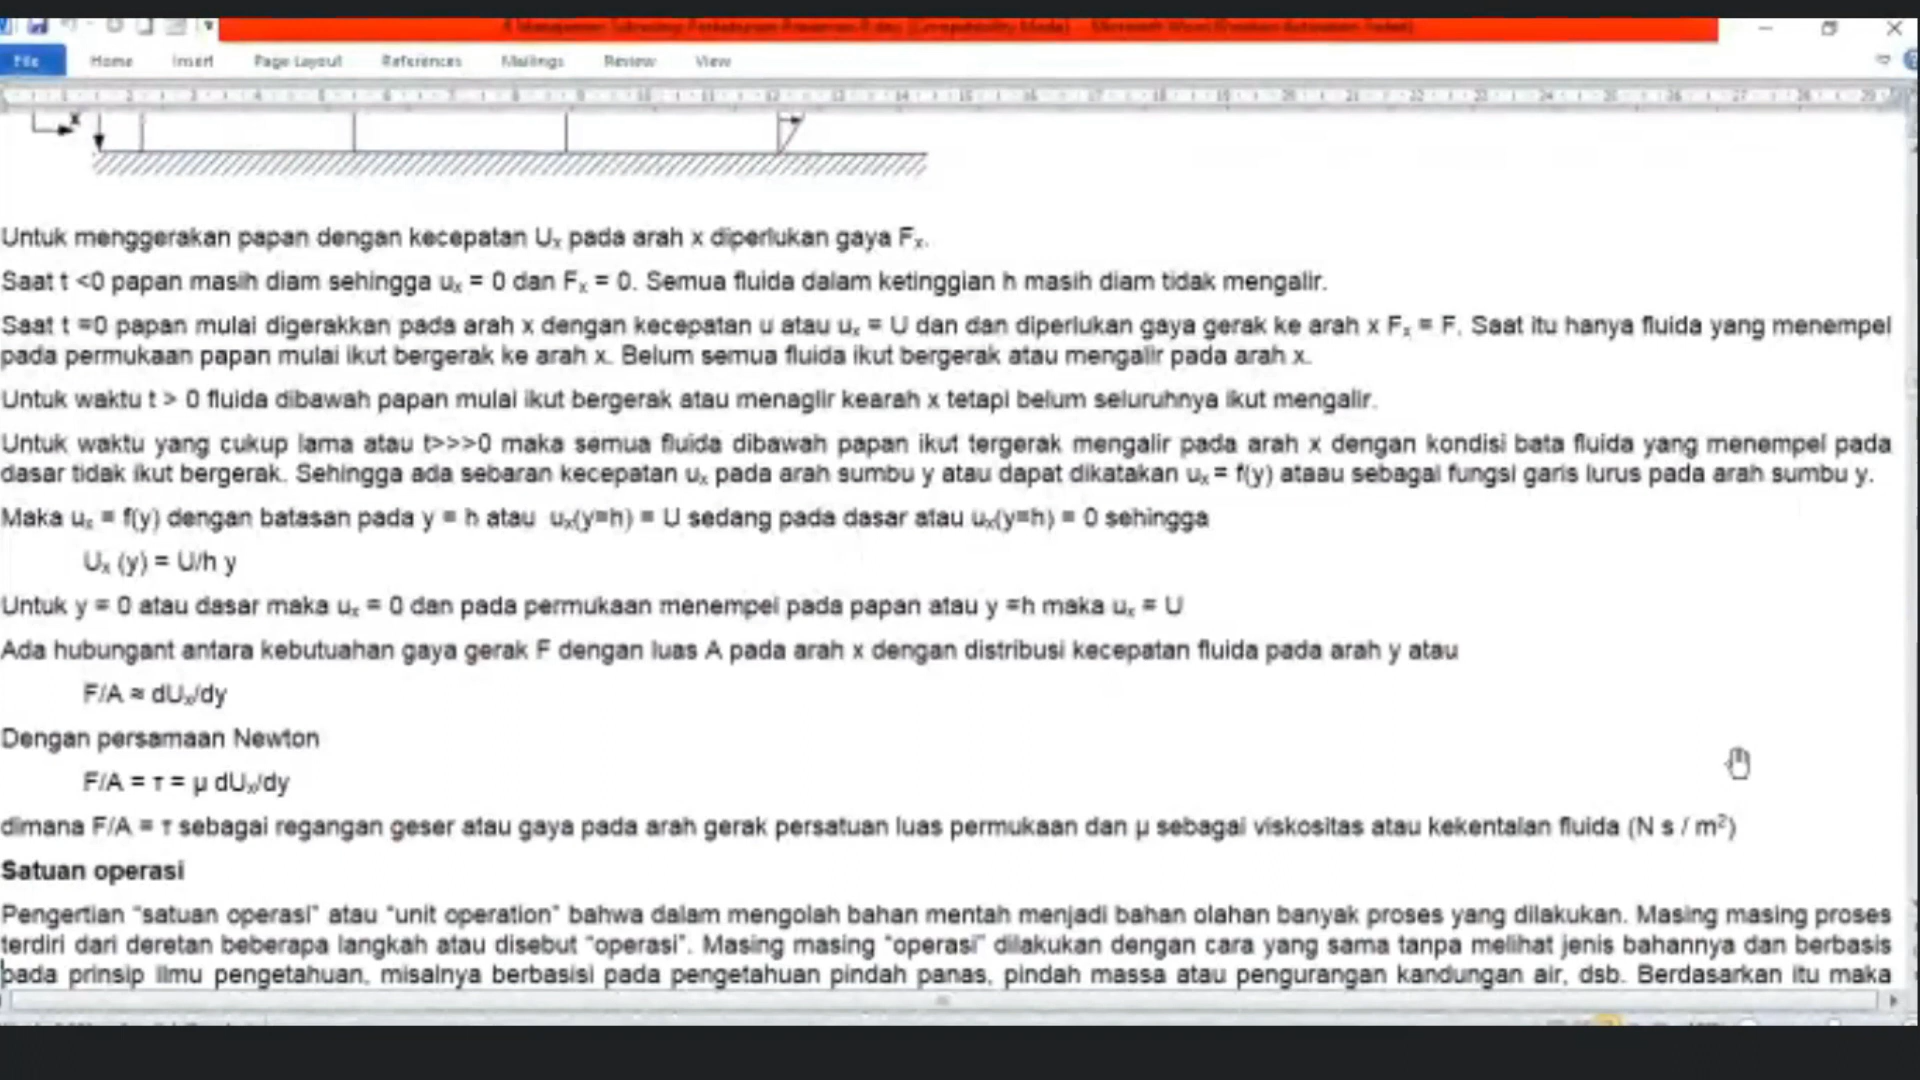 File Home Insert Page Layout References Mailings Review View
x
Untuk menggerakan papan dengan kecepatan Uₓ pada arah x diperlukan gaya Fₓ.
Saat t <0 papan masih diam sehingga uₓ = 0 dan Fₓ = 0. Semua fluida dalam ketinggian h masih diam tidak mengalir.
Saat t =0 papan mulai digerakkan pada arah x dengan kecepatan u atau uₓ = U dan dan diperlukan gaya gerak ke arah x Fₓ = F. Saat itu hanya fluida yang menempel
pada permukaan papan mulai ikut bergerak ke arah x. Belum semua fluida ikut bergerak atau mengalir pada arah x.
Untuk waktu t > 0 fluida dibawah papan mulai ikut bergerak atau menaglir kearah x tetapi belum seluruhnya ikut mengalir.
Untuk waktu yang cukup lama atau t>>>0 maka semua fluida dibawah papan ikut tergerak mengalir pada arah x dengan kondisi bata fluida yang menempel pada
dasar tidak ikut bergerak. Sehingga ada sebaran kecepatan uₓ pada arah sumbu y atau dapat dikatakan uₓ = f(y) ataau sebagai fungsi garis lurus pada arah sumbu y.
Maka uₓ = f(y) dengan batasan pada y = h atau uₓ(y=h) = U sedang pada dasar atau uₓ(y=h) = 0 sehingga
Uₓ (y) = U/h y
Untuk y = 0 atau dasar maka uₓ = 0 dan pada permukaan menempel pada papan atau y =h maka uₓ = U
Ada hubungant antara kebutuahan gaya gerak F dengan luas A pada arah x dengan distribusi kecepatan fluida pada arah y atau
F/A ≈ dUₓ/dy
Dengan persamaan Newton
F/A = τ = μ dUₓ/dy
dimana F/A = τ sebagai regangan geser atau gaya pada arah gerak persatuan luas permukaan dan μ sebagai viskositas atau kekentalan fluida (N s / m²)
Satuan operasi
Pengertian “satuan operasi” atau “unit operation” bahwa dalam mengolah bahan mentah menjadi bahan olahan banyak proses yang dilakukan. Masing masing proses
terdiri dari deretan beberapa langkah atau disebut “operasi”. Masing masing “operasi” dilakukan dengan cara yang sama tanpa melihat jenis bahannya dan berbasis
pada prinsip ilmu pengetahuan, misalnya berbasisi pada pengetahuan pindah panas, pindah massa atau pengurangan kandungan air, dsb. Berdasarkan itu maka